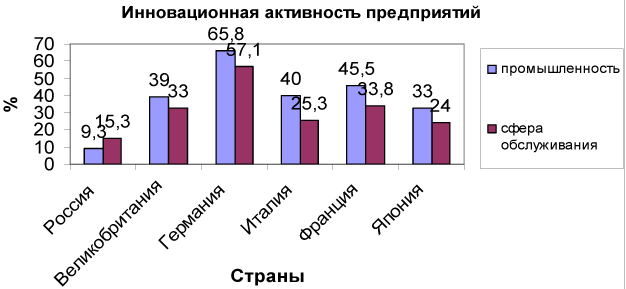 Инновационная активность предприятий
%
70
60
50
40
30
20
10
0
9,3
15,3
39
33
65,8
57,1
40
25,3
45,5
33,8
33
24
Россия
Великобритания
Германия
Италия
Франция
Япония
Страны
промышленность
сфера
обслуживания